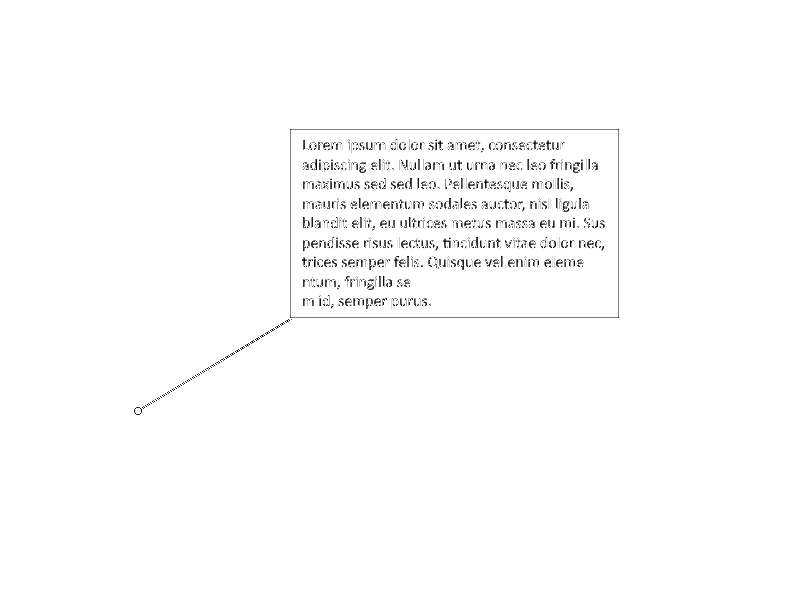 Lorem ipsum dolor sit amet, consectetur
adipiscing elit. Nullam ut urna nec leo fringilla
maximus sed sed leo. Pellentesque mollis,
mauris elementum sodales auctor, nisl ligula
blandit elit, eu ultrices metus massa eu mi. Sus
pendisse risus lectus, tincidunt vitae dolor nec,
trices semper felis. Quisque vel enim eleme
ntum, fringilla se
m id, semper purus.